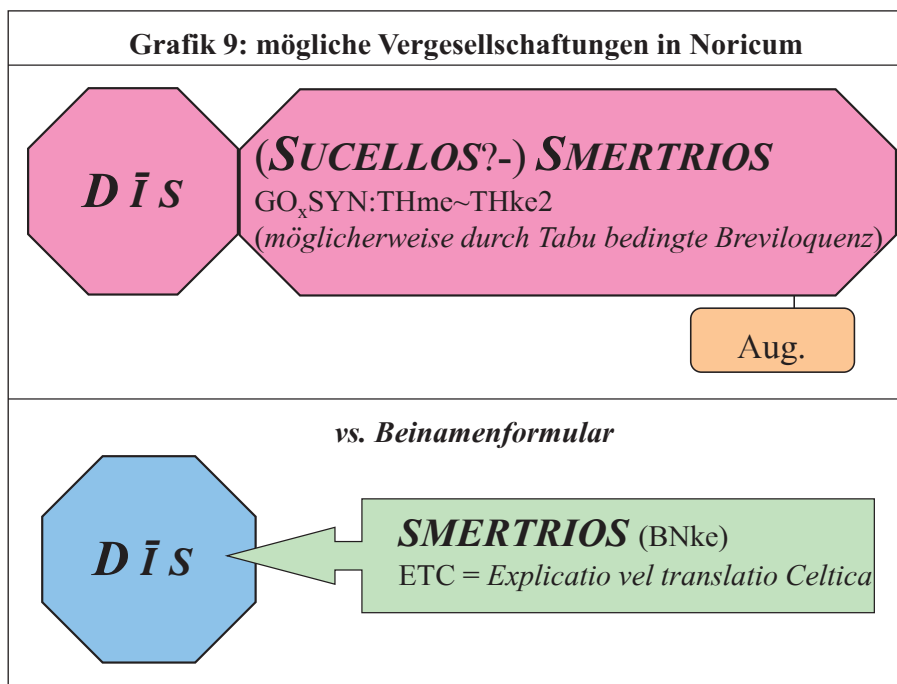 Grafik 9: mögliche Vergesellschaftungen in Noricum
D Ī S
(SUCELLOS?-) SMERTRIOS
GOxSYN:THme~THke2
(möglicherweise durch Tabu bedingte Breviloquenz)
Aug.
vs. Beinamenformular
D Ī S
SMERTRIOS (BNke)
ETC = Explicatio vel translatio Celtica